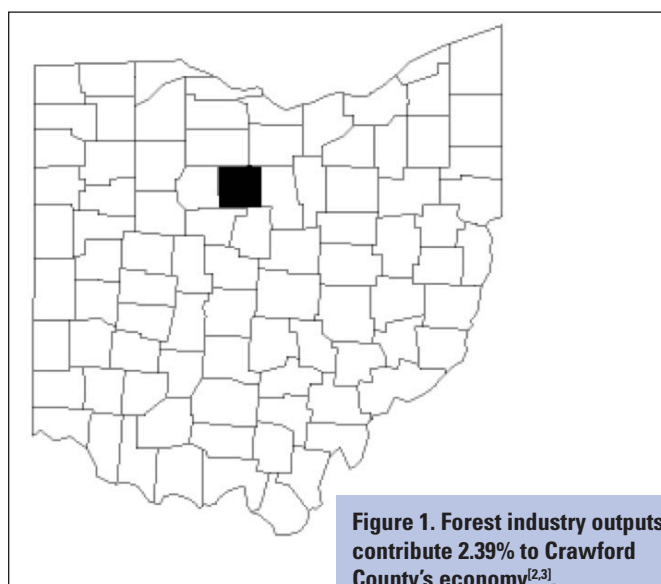 Figure 1. Forest industry outputs
contribute 2.39% to Crawford
County's economy[2,3].